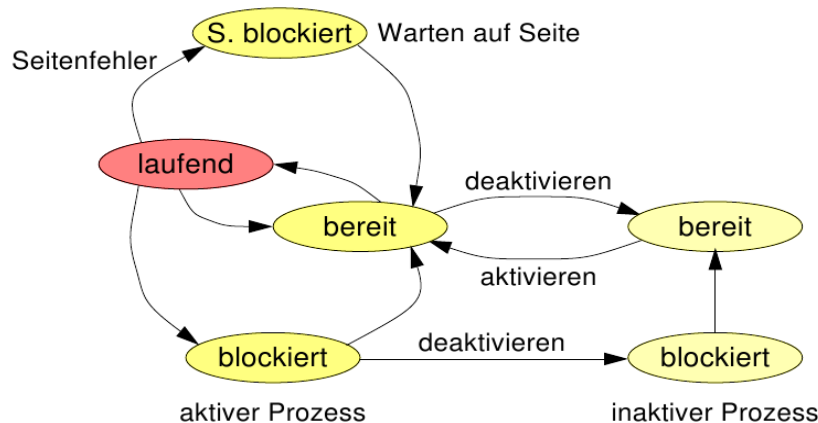 S. blockiert
Warten auf Seite
Seitenfehler
laufend
deaktivieren
bereit
bereit
aktivieren
deaktivieren
blockiert
blockiert
aktiver Prozess
inaktiver Prozess